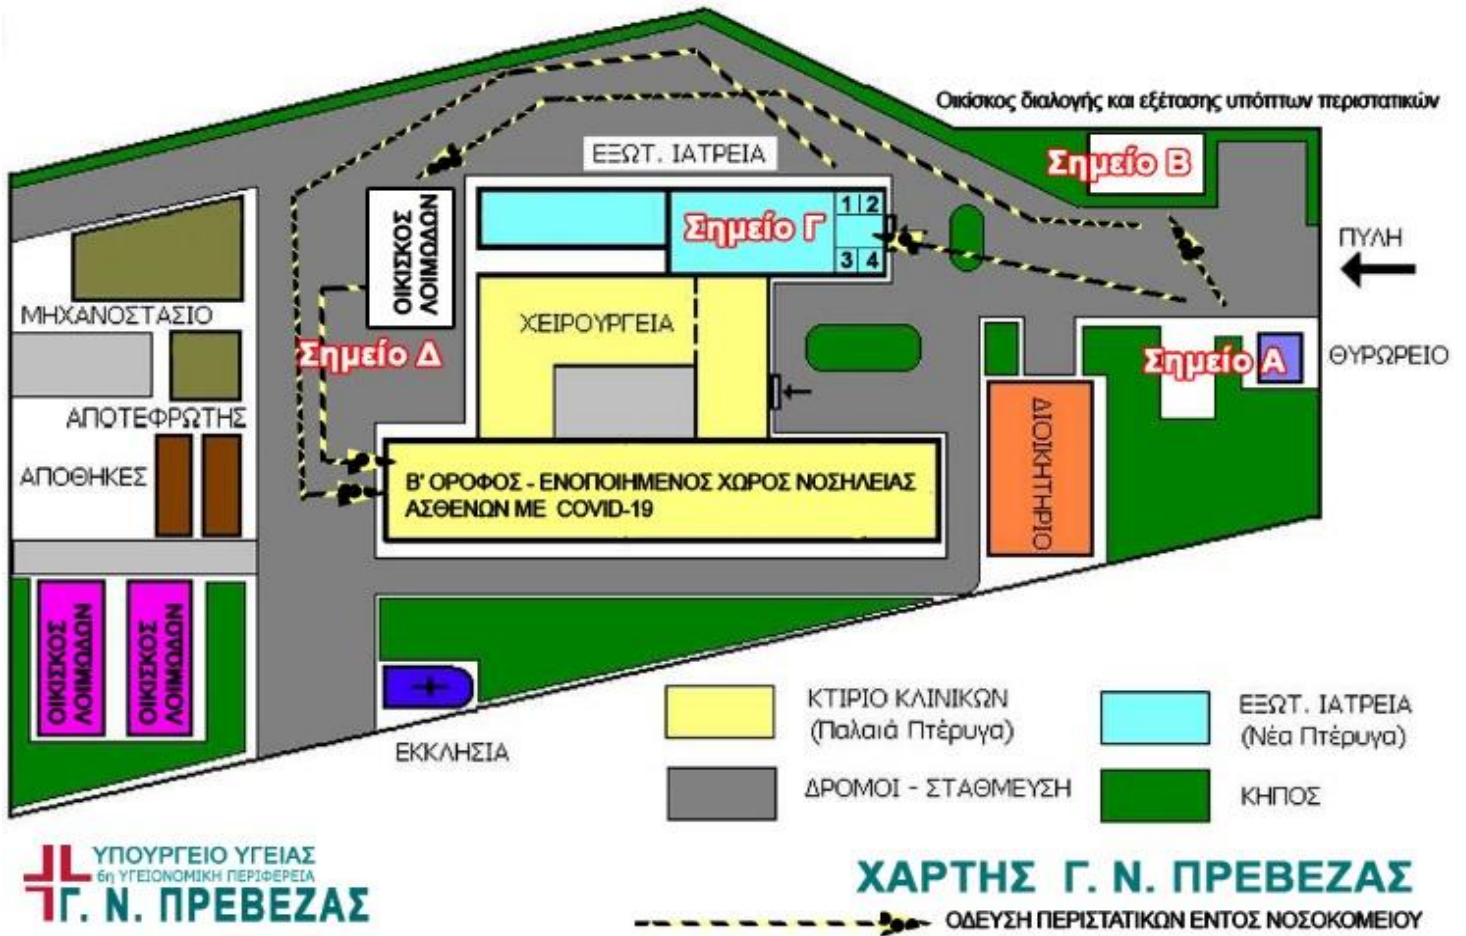 Οικίσκος διαλογής και εξέτασης υπόπτων περιστατικών
Σημείο Β
ΕΞΩΤ. ΙΑΤΡΕΙΑ
ΟΙΚΙΣΚΟΣ
ΛΟΙΜΩΔΩΝ
Σημείο Γ
1 2
3 4
ΠΥΛΗ
ΜΗΧΑΝΟΣΤΑΣΙΟ
ΧΕΙΡΟΥΡΓΕΙΑ
Σημείο Δ
Σημείο Α
ΘΥΡΩΡΕΙΟ
ΑΠΟΤΕΦΡΩΤΗΣ
ΑΠΟΘΗΚΕΣ
ΔΙΟΙΚΗΤΗΡΙΟ
Β' ΟΡΟΦΟΣ - ΕΝΟΠΟΙΗΜΕΝΟΣ ΧΩΡΟΣ ΝΟΣΗΛΕΙΑΣ
ΑΣΘΕΝΩΝ ΜΕ COVID-19
ΟΙΚΙΣΚΟΣ
ΛΟΙΜΩΔΩΝ
ΟΙΚΙΣΚΟΣ
ΛΟΙΜΩΔΩΝ
ΕΚΚΛΗΣΙΑ
ΚΤΙΡΙΟ ΚΛΙΝΙΚΩΝ
(Παλαιά Πτέρυγα)
ΕΞΩΤ. ΙΑΤΡΕΙΑ
(Νέα Πτέρυγα)
ΔΡΟΜΟΙ - ΣΤΑΘΜΕΥΣΗ
ΚΗΠΟΣ
ΥΠΟΥΡΓΕΙΟ ΥΓΕΙΑΣ
6η ΥΓΕΙΟΝΟΜΙΚΗ ΠΕΡΙΦΕΡΕΙΑ
Γ. Ν. ΠΡΕΒΕΖΑΣ
ΧΑΡΤΗΣ Γ. Ν. ΠΡΕΒΕΖΑΣ
ΟΔΕΥΣΗ ΠΕΡΙΣΤΑΤΙΚΩΝ ΕΝΤΟΣ ΝΟΣΟΚΟΜΕΙΟΥ